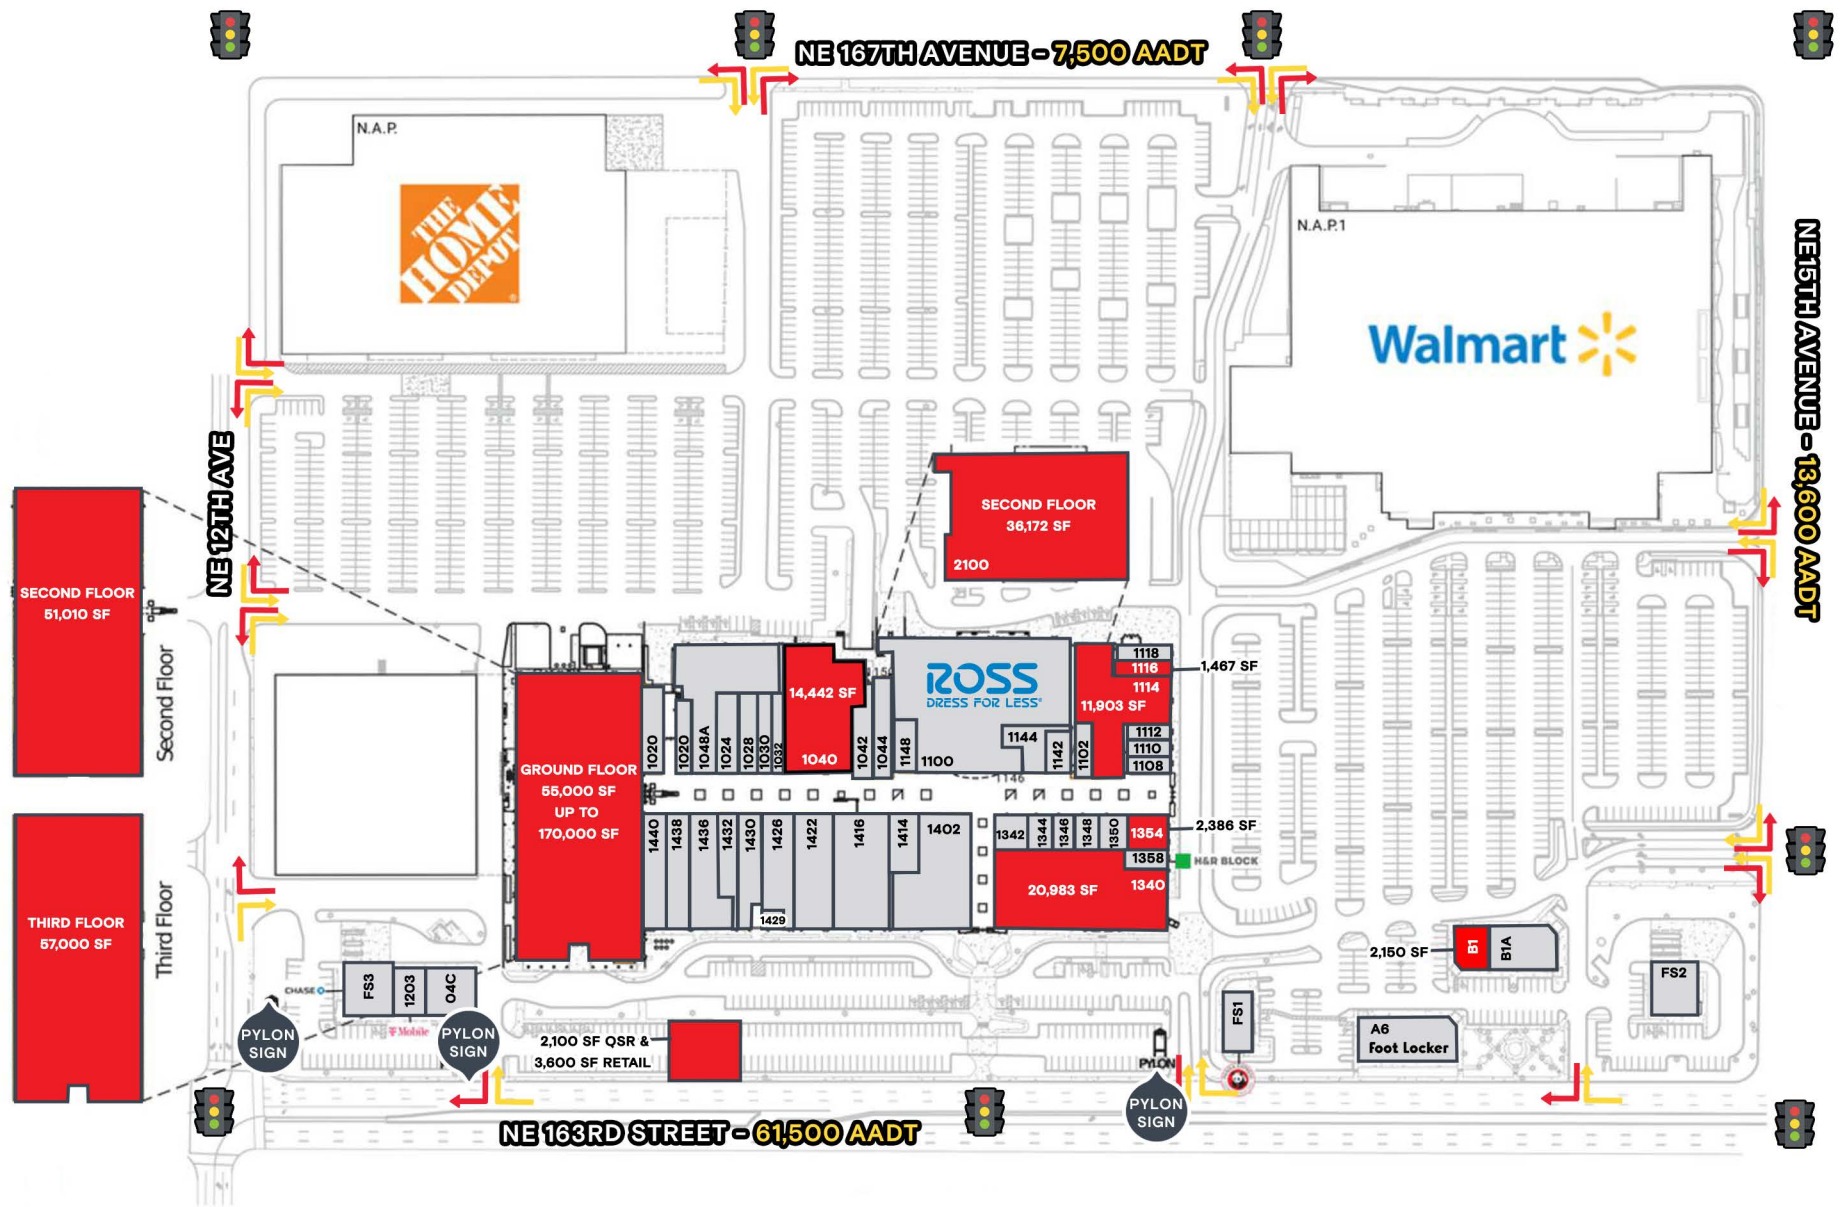 NE 167TH AVENUE - 7,500 AADT
N.A.P.
THE
HOME
DEPOT
N.A.P.1
Walmart
NE15TH AVENUE - 13,600 AADT
NE 12TH AVE
SECOND FLOOR
36,172 SF
2100
SECOND FLOOR
51,010 SF
Second Floor
THIRD FLOOR
57,000 SF
Third Floor
GROUND FLOOR
55,000 SF
UP TO
170,000 SF
1020
1020
1048A
1024
1028
1030
1032
14,442 SF
1040
1042
1044
1148
ROSS
DRESS FOR LESS
1100
1144
1142
1146
1102
1118
1116
1,467 SF
1114
11,903 SF
1112
1110
1108
1440
1438
1436
1432
1430
1426
1429
1422
1416
1414
1402
1342
1344
1346
1348
1350
1354
2,386 SF
1358
H&R BLOCK
20,983 SF
1340
2,150 SF
B1
B1A
FS2
FS1
A6
Foot Locker
CHASE
FS3
1203
04C
T Mobile
PYLON
SIGN
PYLON
SIGN
2,100 SF QSR &
3,600 SF RETAIL
PYLON
PYLON
SIGN
NE 163RD STREET - 61,500 AADT